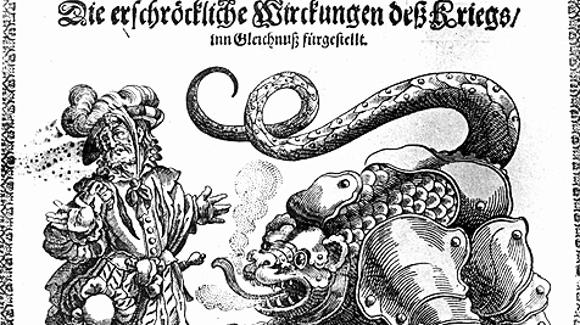 Die erschröckliche Wirckungen deß Kriegs/
inn Gleichnuß fürgestellt.